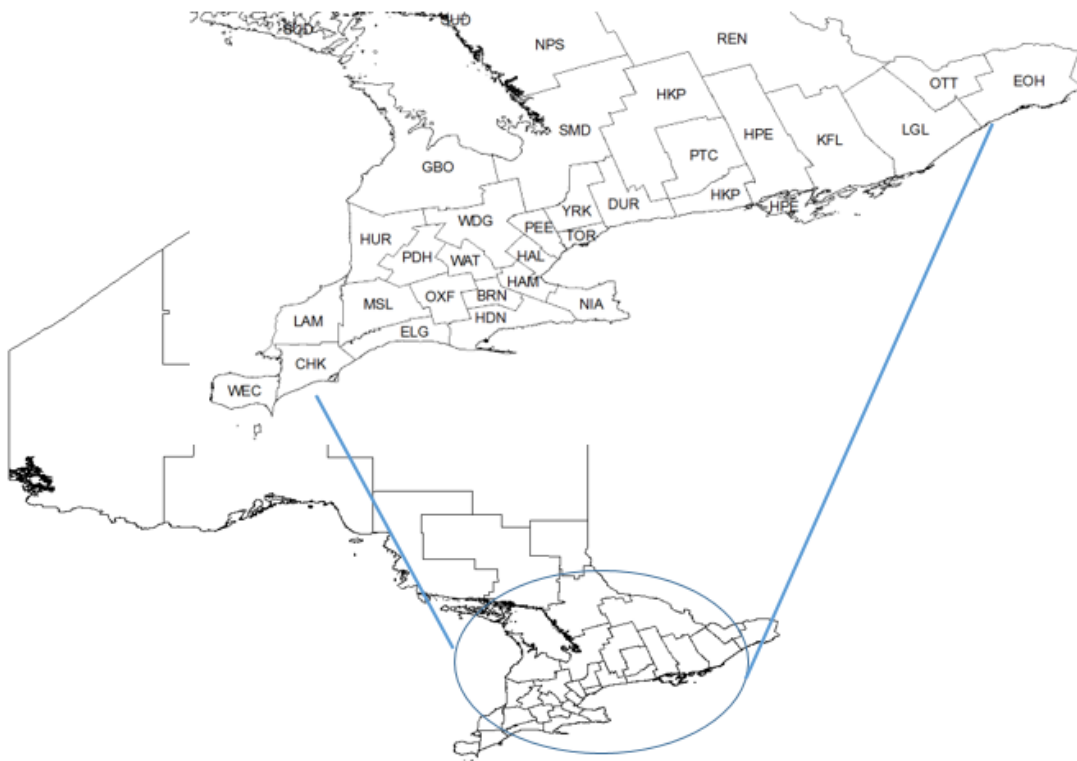 SUD
SUD
NPS
REN
OTT
EOH
HKP
SMD
HPE
KFL
LGL
PTC
GBO
HKP
HPE
DUR
YRK
WDG
PEE
TOR
HUR
PDH
WAT
HAL
HAM
MSL
OXF
BRN
NIA
LAM
HDN
ELG
CHK
WEC